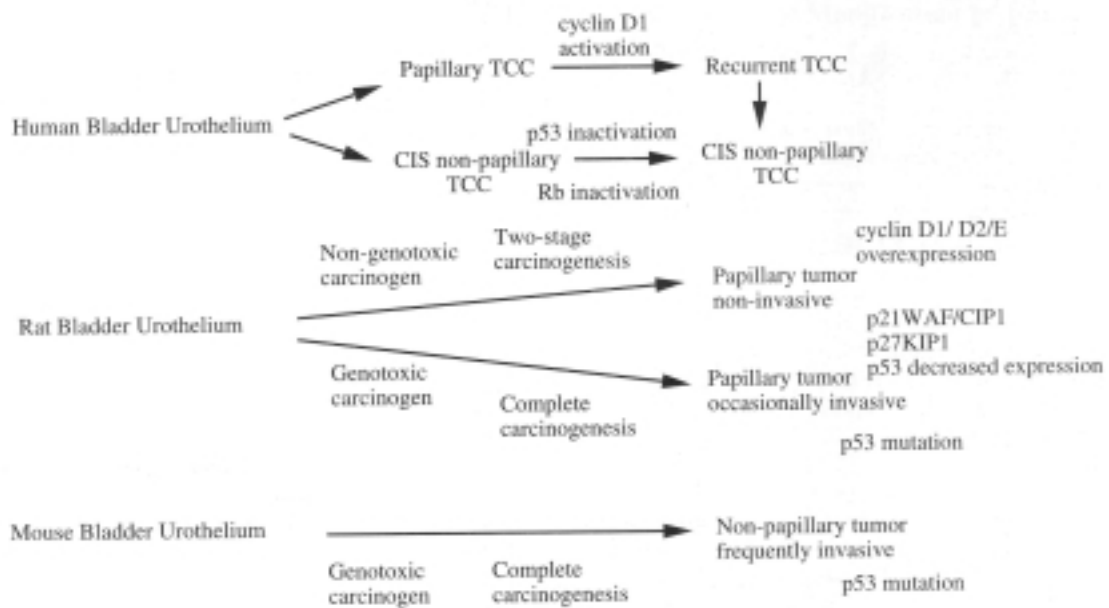 cyclin D1
activation
Papillary TCC
Recurrent TCC
Human Bladder Urothelium
p53 inactivation
CIS non-papillary
TCC
CIS non-papillary
TCC
Rb inactivation
cyclin D1/ D2/E
overexpression
Non-genotoxic
carcinogen
Two-stage
carcinogenesis
Papillary tumor
non-invasive
Rat Bladder Urothelium
p21WAF/CIP1
p27KIP1
p53 decreased expression
Genotoxic
carcinogen
Complete
carcinogenesis
Papillary tumor
occasionally invasive
p53 mutation
Mouse Bladder Urothelium
Non-papillary tumor
frequently invasive
Genotoxic
carcinogen
Complete
carcinogenesis
p53 mutation